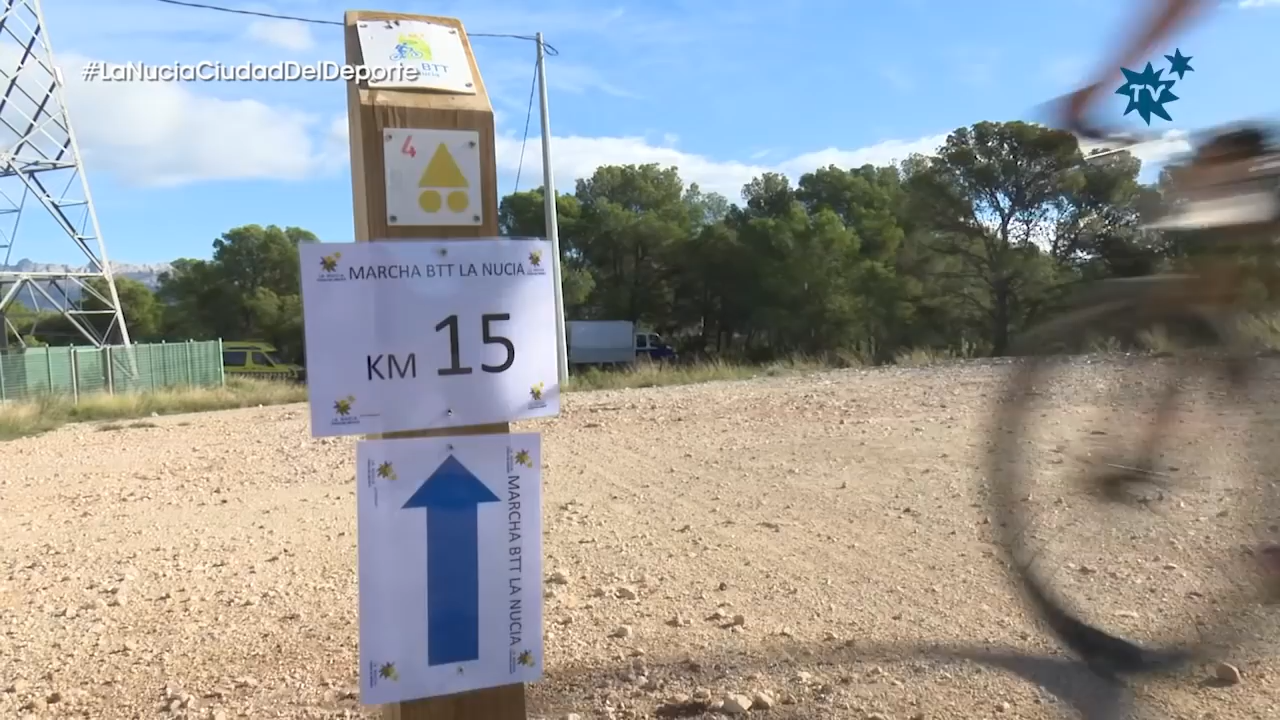 #LaNuciaCiudadDelDeporte
TV
BTT
4
MARCHA BTT LA NUCIA
KM 15
MARCHA BTT LA NUCIA